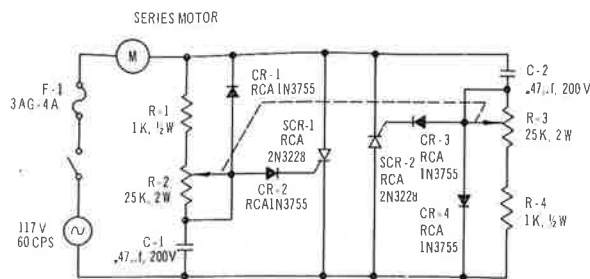 SERIES MOTOR
M
F-1
3AG-4A
117V
60 CPS
R-1
1K, ½W
R-2
25K, 2W
C-1
.47µf, 200V
CR-1
RCA 1N3755
CR-2
RCA1N3755
SCR-1
RCA
2N3228
SCR-2
RCA
2N3228
CR-3
RCA
1N3755
CR-4
RCA
1N3755
C-2
.47µf, 200V
R-3
25K, 2W
R-4
1K, ½W